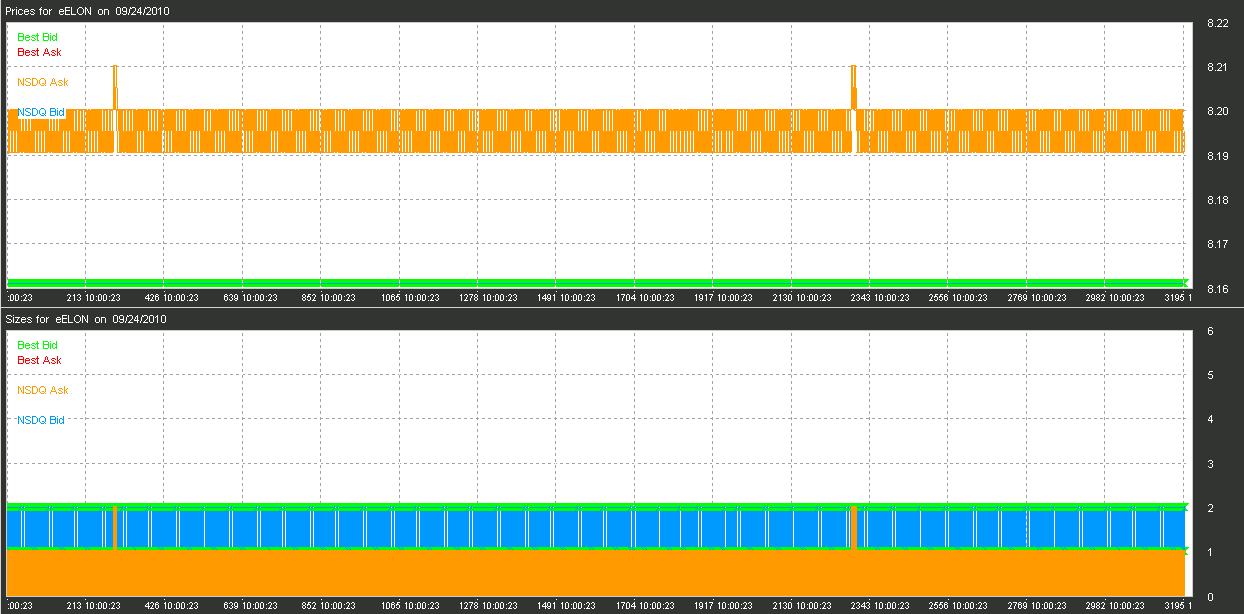 Prices for eELON on 09/24/2010
Best Bid
Best Ask
NSDQ Ask
NSDQ Bid
8.22
8.21
8.20
8.19
8.18
8.17
8.16
:00:23 213 10:00:23 426 10:00:23 639 10:00:23 852 10:00:23 1065 10:00:23 1278 10:00:23 1491 10:00:23 1704 10:00:23 1917 10:00:23 2130 10:00:23 2343 10:00:23 2556 10:00:23 2769 10:00:23 2982 10:00:23 3195 1
Sizes for eELON on 09/24/2010
Best Bid
Best Ask
NSDQ Ask
NSDQ Bid
6
5
4
3
2
1
0
:00:23 213 10:00:23 426 10:00:23 639 10:00:23 852 10:00:23 1065 10:00:23 1278 10:00:23 1491 10:00:23 1704 10:00:23 1917 10:00:23 2130 10:00:23 2343 10:00:23 2556 10:00:23 2769 10:00:23 2982 10:00:23 3195 1